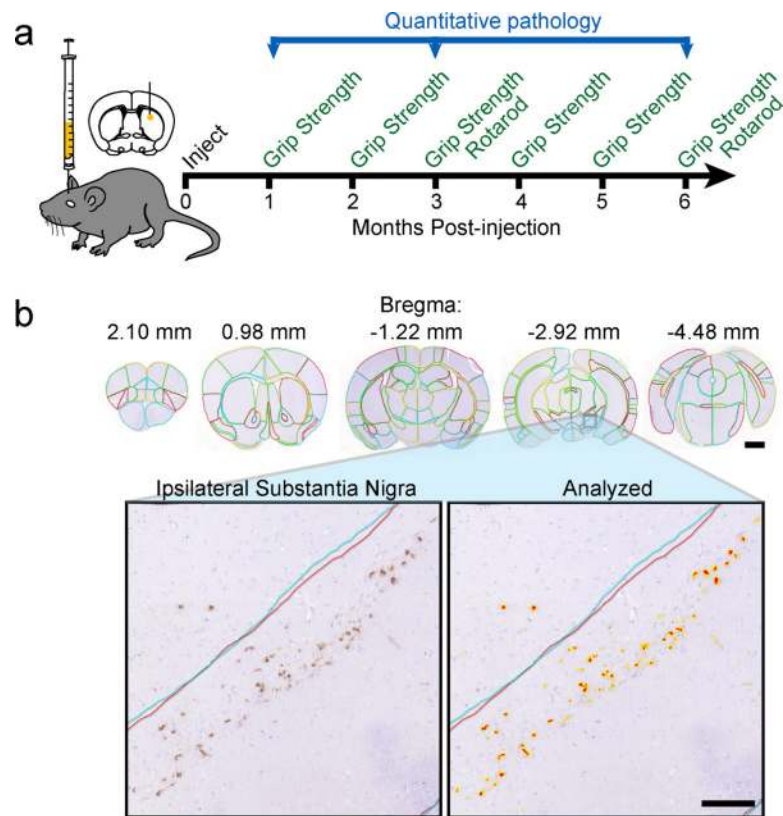 a
Quantitative pathology
Inject
Grip Strength
Grip Strength
Grip Strength
Rotarod
Grip Strength
Grip Strength
Grip Strength
Rotarod
0 1 2 3 4 5 6
Months Post-injection
b
Bregma:
2.10 mm 0.98 mm -1.22 mm -2.92 mm -4.48 mm
Ipsilateral Substantia Nigra Analyzed